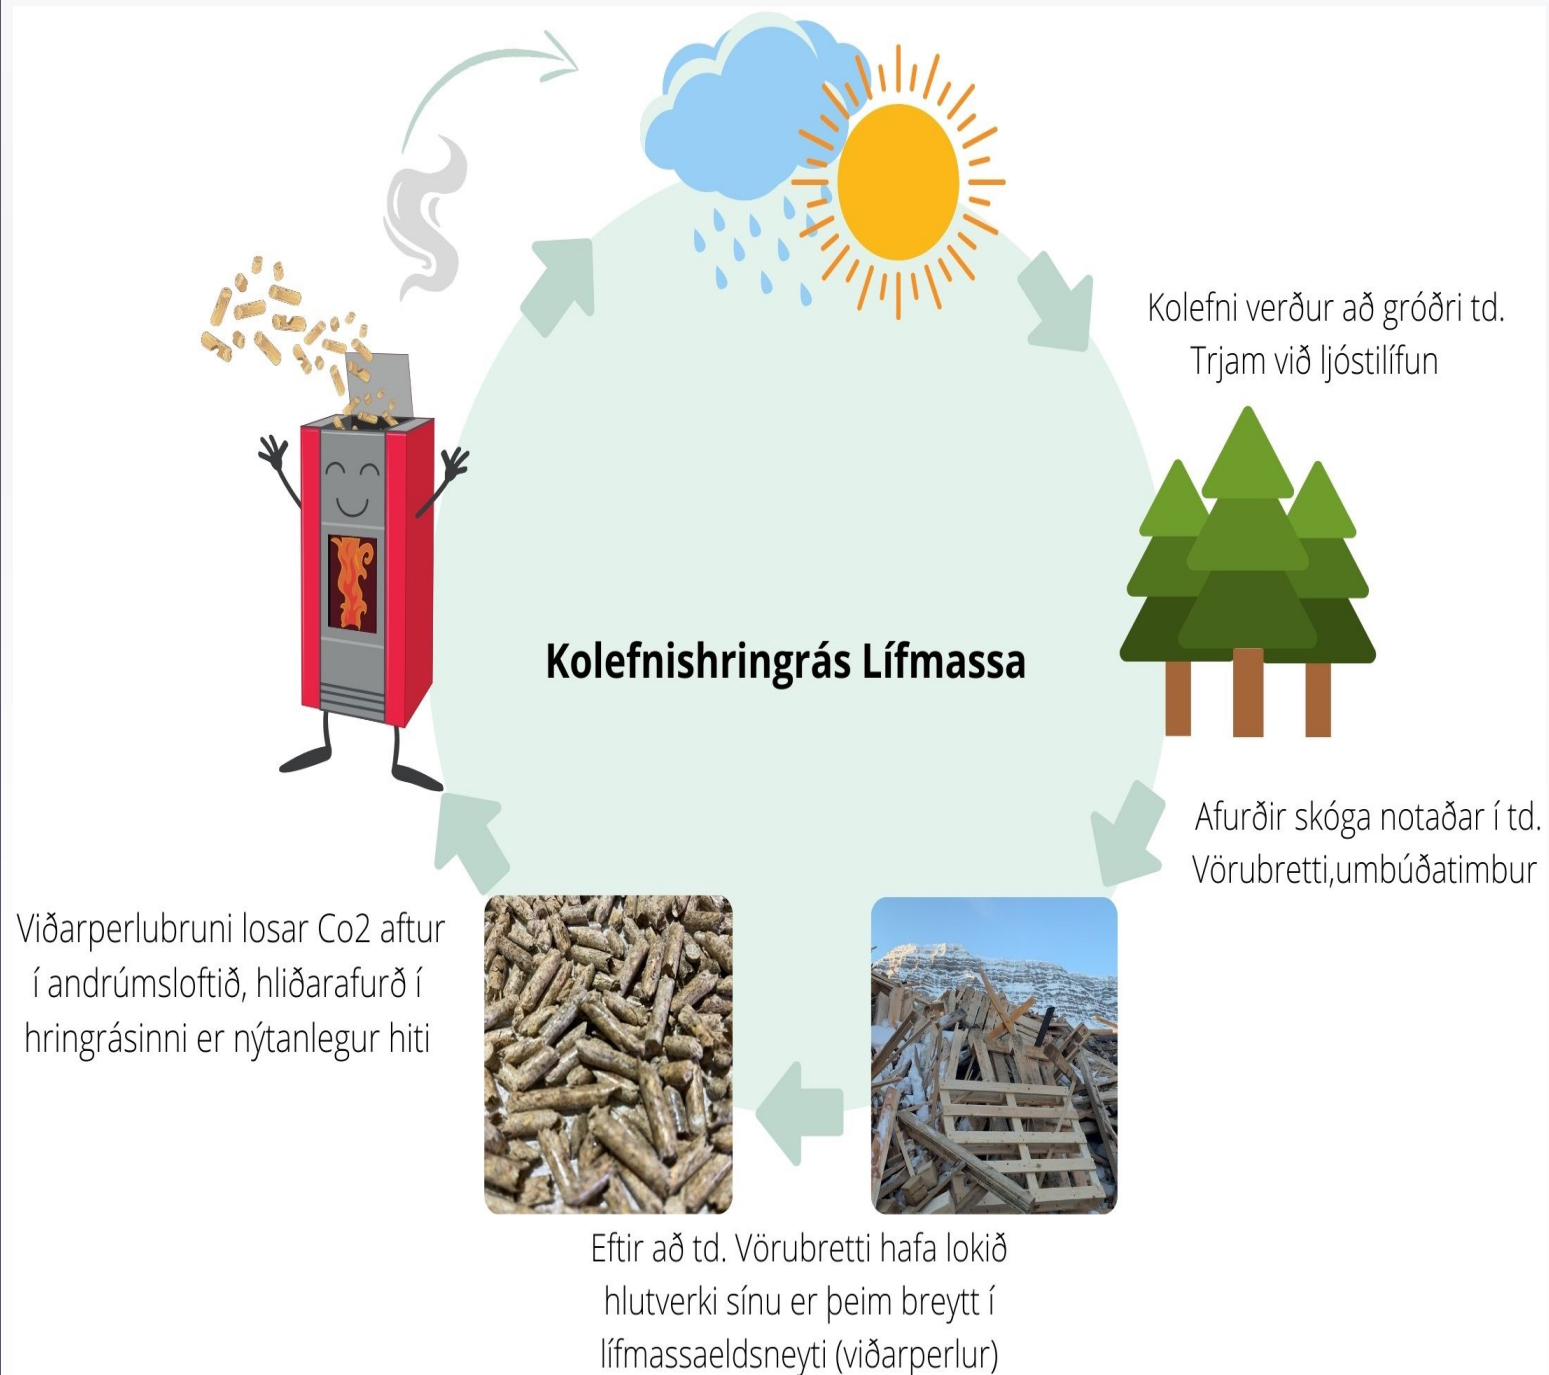 Kolefni verður að gróðri td.
Trjam við ljóstilífun
Kolefnishringrás Lífmassa
Afurðir skóga notaðar í td.
Vörubretti,umbúðatimbur
Viðarperlubruni losar Co2 aftur
í andrúmsloftið, hliðarafurð í
hringrásinni er nýtanlegur hiti
Eftir að td. Vörubretti hafa lokið
hlutverki sínu er þeim breytt í
lífmassaeldsneyti (viðarperlur)